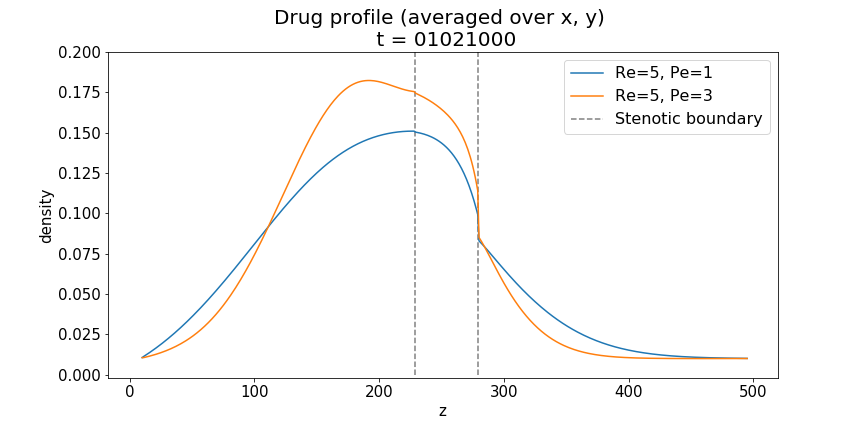 Drug profile (averaged over x, y)
t = 01021000
0.200
0.175
0.150
0.125
0.100
0.075
0.050
0.025
0.000
density
0 100 200 300 400 500
z
Re=5, Pe=1
Re=5, Pe=3
Stenotic boundary